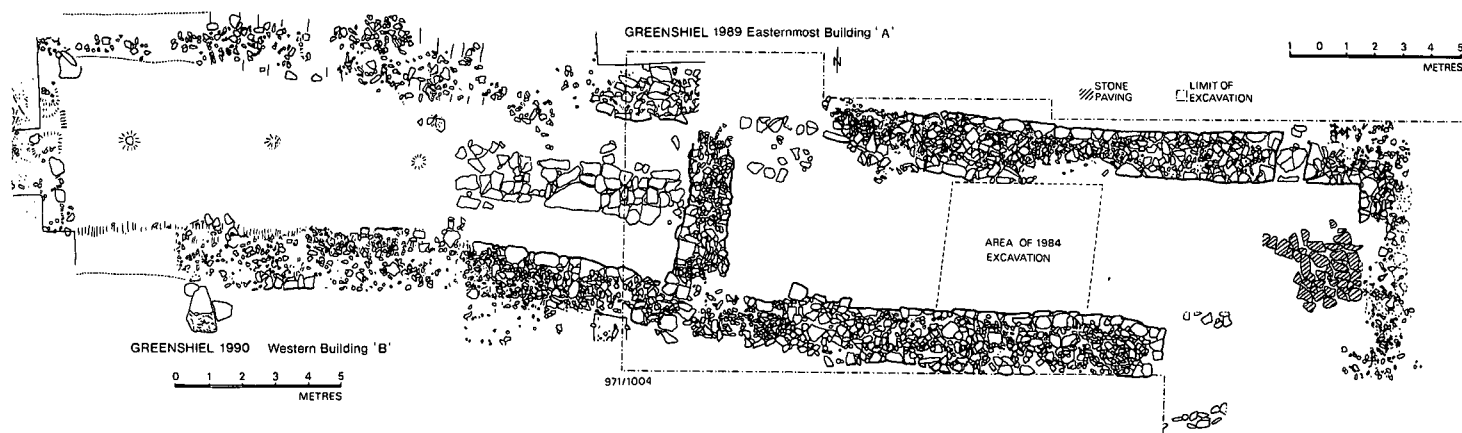 GREENSHIEL 1989 Easternmost Building 'A'
N
1 0 1 2 3 4 5
METRES
STONE
PAVING
LIMIT OF
EXCAVATION
AREA OF 1984
EXCAVATION
GREENSHIEL 1990 Western Building 'B'
0 1 2 3 4 5
METRES
971/1004
?